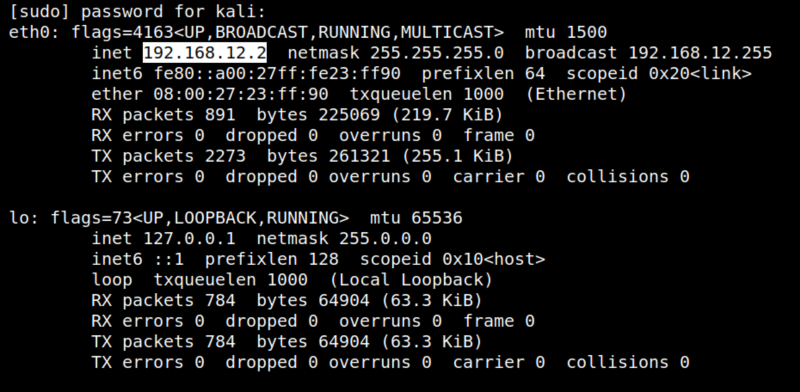 [sudo] password for kali:
eth0: flags=4163<UP,BROADCAST,RUNNING,MULTICAST>  mtu 1500
        inet 192.168.12.2  netmask 255.255.255.0  broadcast 192.168.12.255
        inet6 fe80::a00:27ff:fe23:ff90  prefixlen 64  scopeid 0x20<link>
        ether 08:00:27:23:ff:90  txqueuelen 1000  (Ethernet)
        RX packets 891  bytes 225069 (219.7 KiB)
        RX errors 0  dropped 0  overruns 0  frame 0
        TX packets 2273  bytes 261321 (255.1 KiB)
        TX errors 0  dropped 0 overruns 0  carrier 0  collisions 0

lo: flags=73<UP,LOOPBACK,RUNNING>  mtu 65536
        inet 127.0.0.1  netmask 255.0.0.0
        inet6 ::1  prefixlen 128  scopeid 0x10<host>
        loop  txqueuelen 1000  (Local Loopback)
        RX packets 784  bytes 64904 (63.3 KiB)
        RX errors 0  dropped 0  overruns 0  frame 0
        TX packets 784  bytes 64904 (63.3 KiB)
        TX errors 0  dropped 0 overruns 0  carrier 0  collisions 0